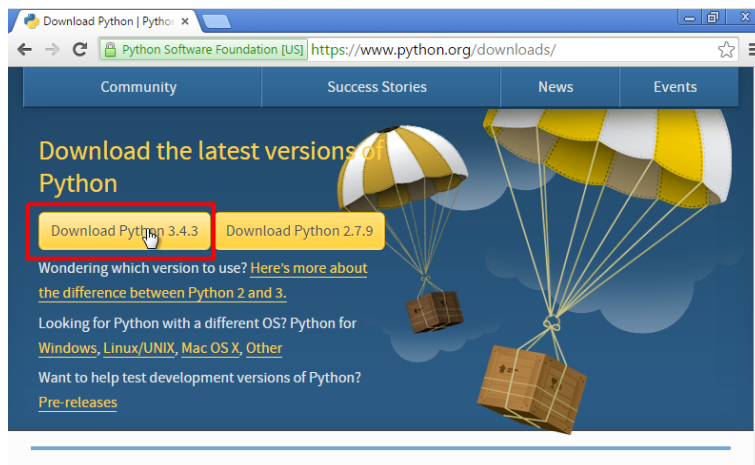 Download Python | Pythor
Python Software Foundation [US] https://www.python.org/downloads/
Community Success Stories News Events
Download the latest versions of
Python
Download Python 3.4.3 Download Python 2.7.9
Wondering which version to use? Here's more about
the difference between Python 2 and 3.
Looking for Python with a different OS? Python for
Windows, Linux/UNIX, Mac OS X, Other
Want to help test development versions of Python?
Pre-releases